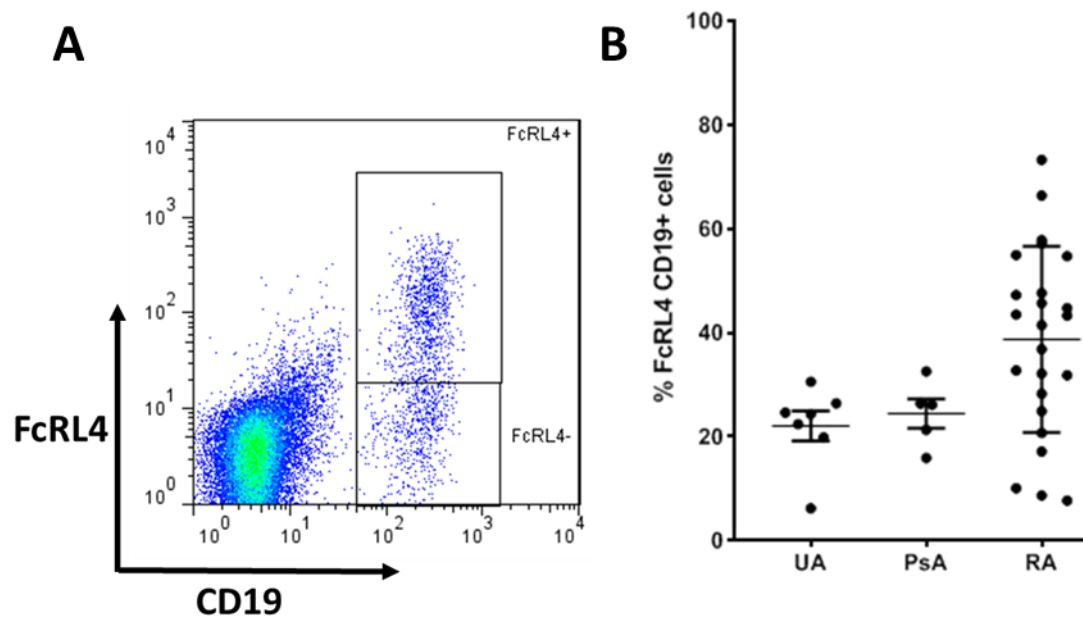 A
B
FcRL4+
FcRL4-
10^4
10^3
10^2
10^1
10^0
10^0 10^1 10^2 10^3 10^4
FcRL4
CD19
% FcRL4 CD19+ cells
100
80
60
40
20
0
UA PsA RA